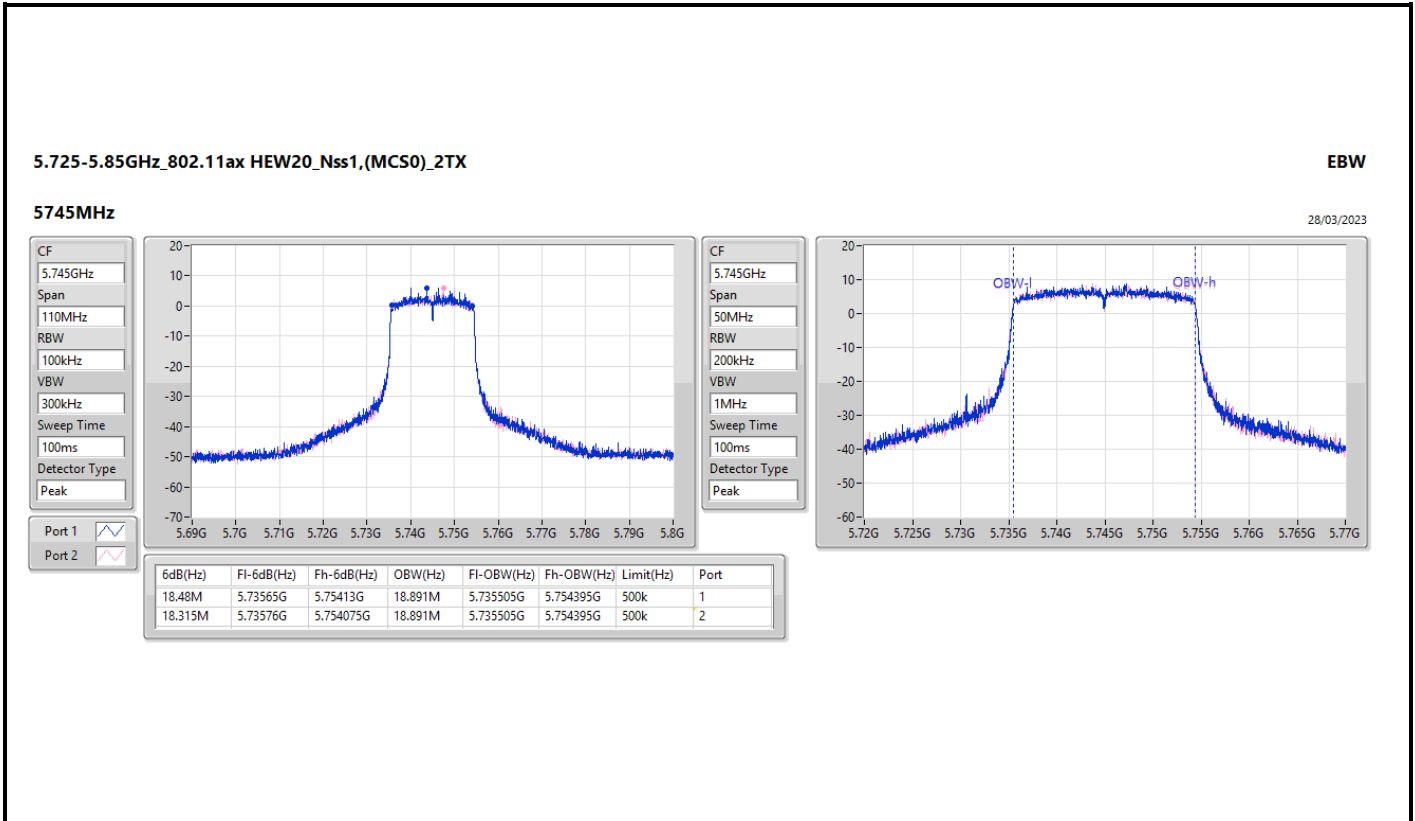 5.725-5.85GHz_802.11ax HEW20_Nss1,(MCS0)_2TX
EBW
5745MHz
28/03/2023
CF
5.745GHz
Span
110MHz
RBW
100kHz
VBW
300kHz
Sweep Time
100ms
Detector Type
Peak
Port 1
Port 2
20
10
0
-10
-20
-30
-40
-50
-60
-70
5.69G 5.7G 5.71G 5.72G 5.73G 5.74G 5.75G 5.76G 5.77G 5.78G 5.79G 5.8G
CF
5.745GHz
Span
50MHz
RBW
200kHz
VBW
1MHz
Sweep Time
100ms
Detector Type
Peak
20
10
0
-10
-20
-30
-40
-50
-60
OBW-l OBW-h
5.72G 5.725G 5.73G 5.735G 5.74G 5.745G 5.75G 5.755G 5.76G 5.765G 5.77G
6dB(Hz) Fl-6dB(Hz) Fh-6dB(Hz) OBW(Hz) Fl-OBW(Hz) Fh-OBW(Hz) Limit(Hz) Port
18.48M 5.73565G 5.75413G 18.891M 5.735505G 5.754395G 500k 1
18.315M 5.73576G 5.754075G 18.891M 5.735505G 5.754395G 500k 2